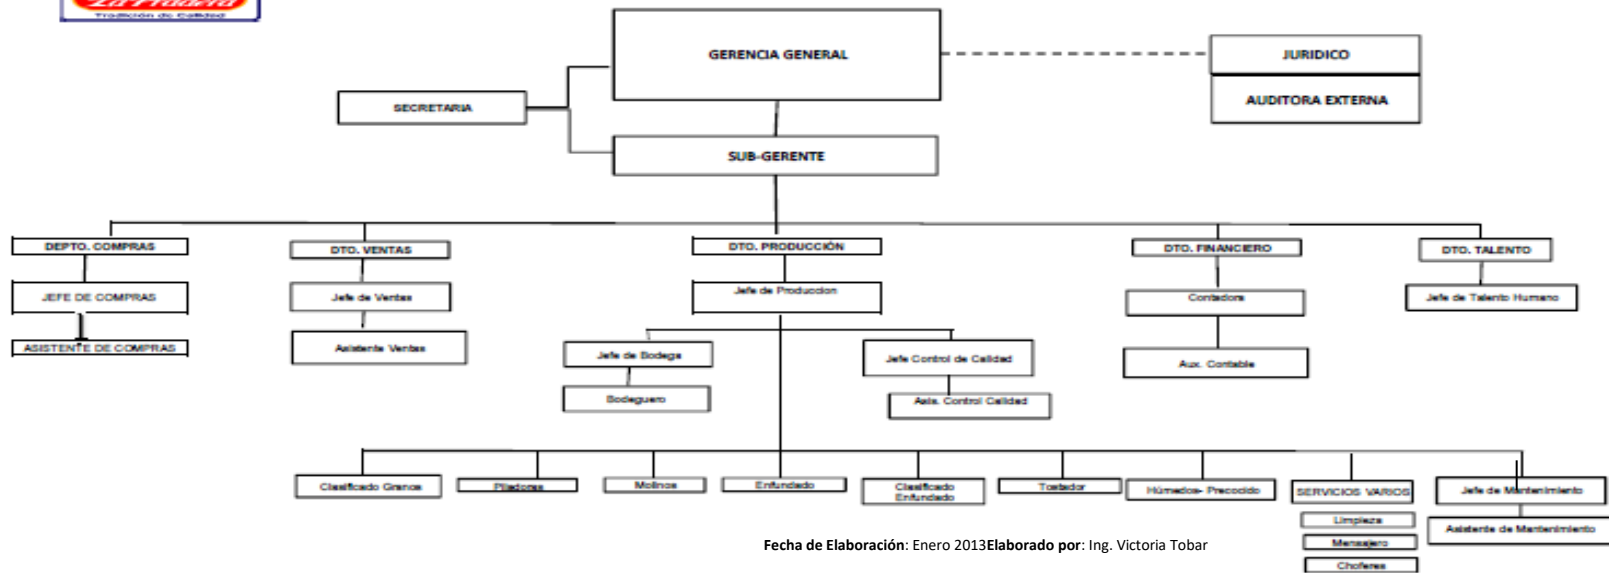 La Pradera
Tradición de Calidad
GERENCIA GENERAL
JURIDICO
AUDITORA EXTERNA
SECRETARIA
SUB-GERENTE
DEPTO. COMPRAS
DTO. VENTAS
DTO. PRODUCCIÓN
DTO. FINANCIERO
DTO. TALENTO
JEFE DE COMPRAS
Jefe de Ventas
Jefe de Produccion
Contadora
Jefe de Talento Humano
ASISTENTE DE COMPRAS
Asistente Ventas
Jefe de Bodega
Jefe Control de Calidad
Aux. Contable
Bodeguero
Asis. Control Calidad
Clasificado Granos
Piladoras
Molinos
Enfundado
Clasificado
Enfundado
Tostador
Húmedos- Precocido
SERVICIOS VARIOS
Jefe de Mantenimiento
Limpieza
Mensajero
Choferes
Asistente de Mantenimiento
Fecha de Elaboración: Enero 2013Elaborado por: Ing. Victoria Tobar